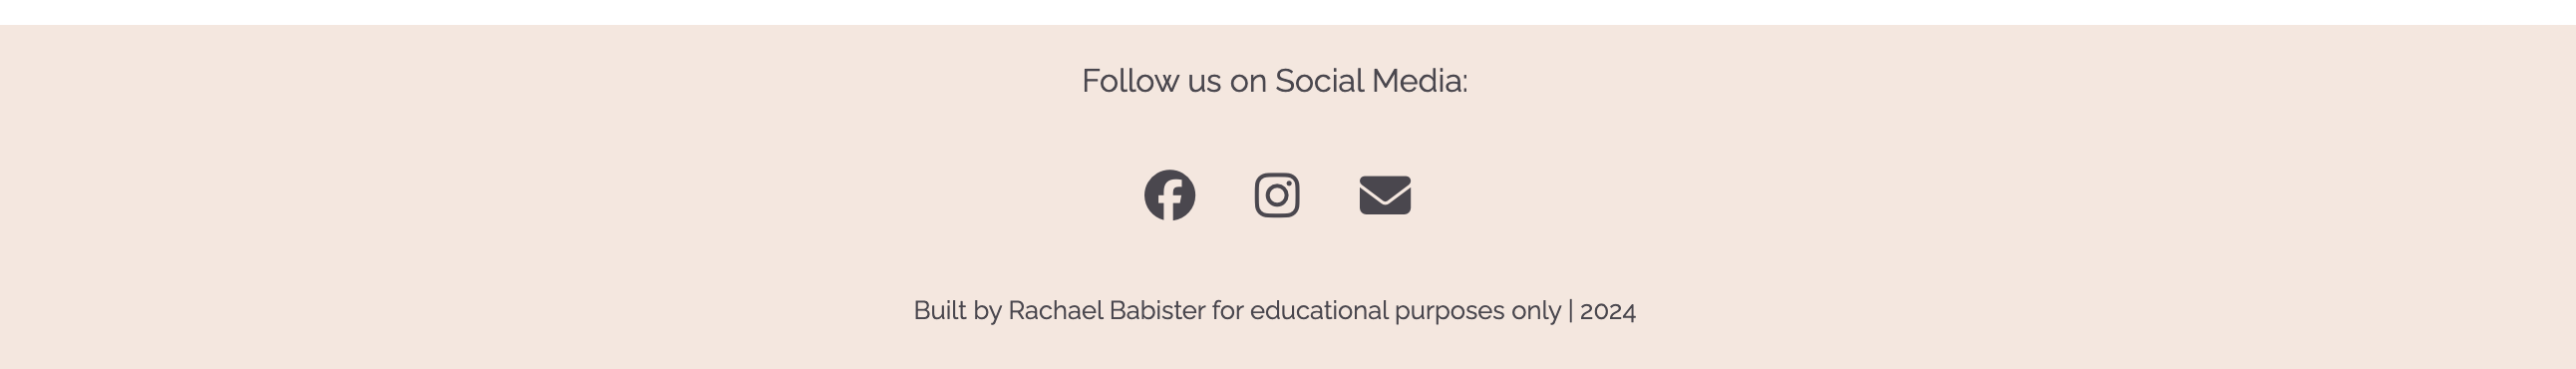 Follow us on Social Media:
Built by Rachael Babister for educational purposes only | 2024